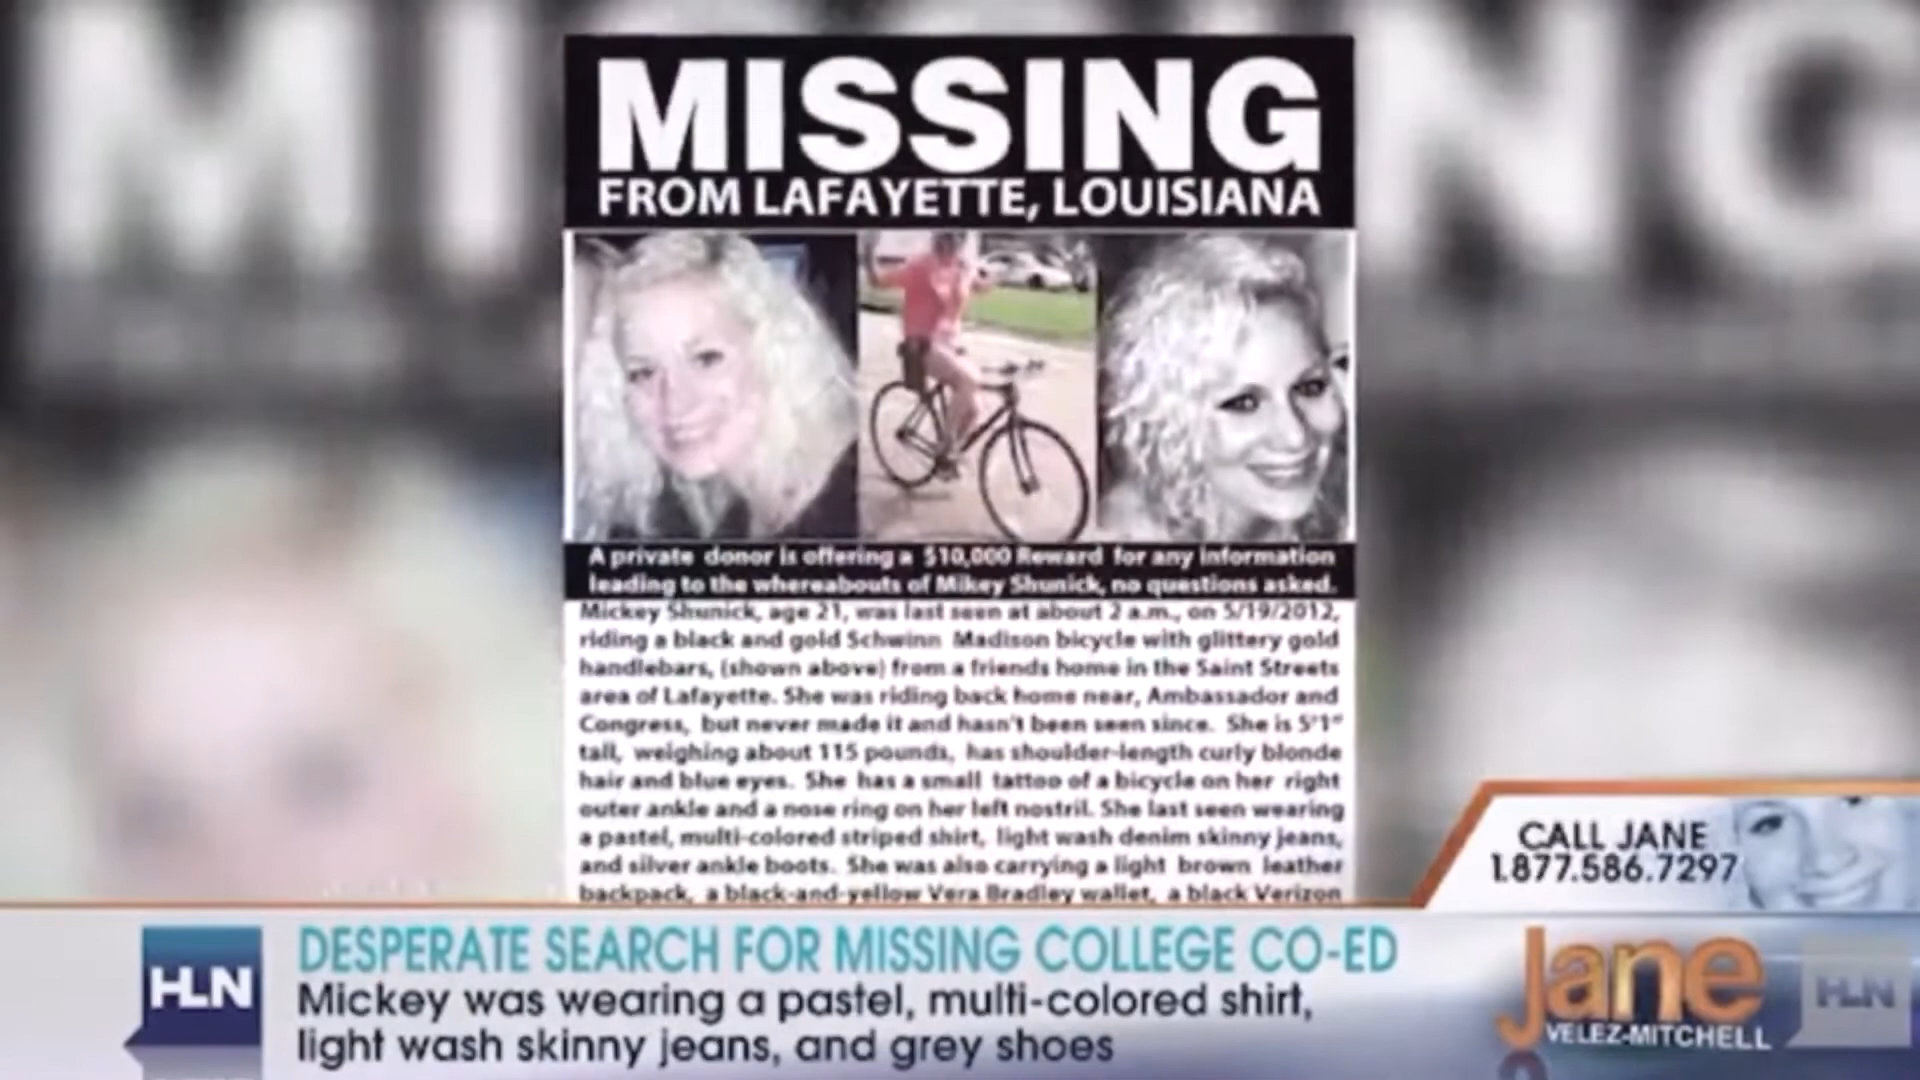 MISSING
FROM LAFAYETTE, LOUISIANA
A private donor is offering a $10,000 Reward for any information
leading to the whereabouts of Mikey Shunick, no questions asked.
Mickey Shunick, age 21, was last seen at about 2 a.m., on 5/19/2012,
riding a black and gold Schwinn Madison bicycle with glittery gold
handlebars, (shown above) from a friends home in the Saint Streets
area of Lafayette. She was riding back home near, Ambassador and
Congress, but never made it and hasn't been seen since. She is 5'1"
tall, weighing about 115 pounds, has shoulder-length curly blonde
hair and blue eyes. She has a small tattoo of a bicycle on her right
outer ankle and a nose ring on her left nostril. She last seen wearing
a pastel, multi-colored striped shirt, light wash denim skinny jeans,
and silver ankle boots. She was also carrying a light brown leather
backpack, a black-and-yellow Vera Bradley wallet, a black Verizon
CALL JANE
1.877.586.7297
HLN
DESPERATE SEARCH FOR MISSING COLLEGE CO-ED
Mickey was wearing a pastel, multi-colored shirt,
light wash skinny jeans, and grey shoes
Jane
VELEZ-MITCHELL
HLN